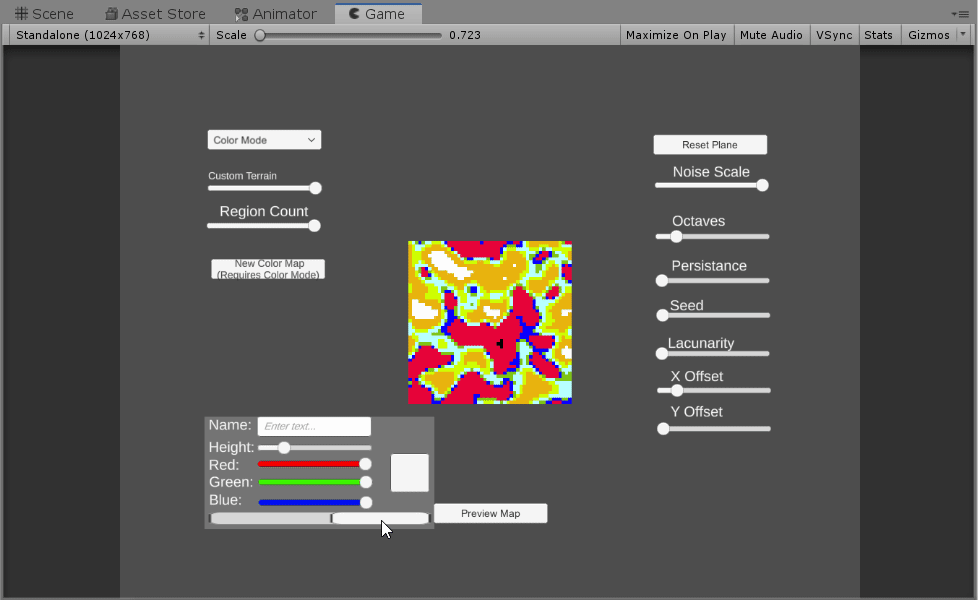 Scene
Asset Store
Animator
Game
Standalone (1024x768)
Scale
0.723
Maximize On Play
Mute Audio
VSync
Stats
Gizmos
Color Mode
Custom Terrain
Region Count
New Color Map
(Requires Color Mode)
Reset Plane
Noise Scale
Octaves
Persistance
Seed
Lacunarity
X Offset
Y Offset
Name:
Enter text...
Height:
Red:
Green:
Blue:
Preview Map